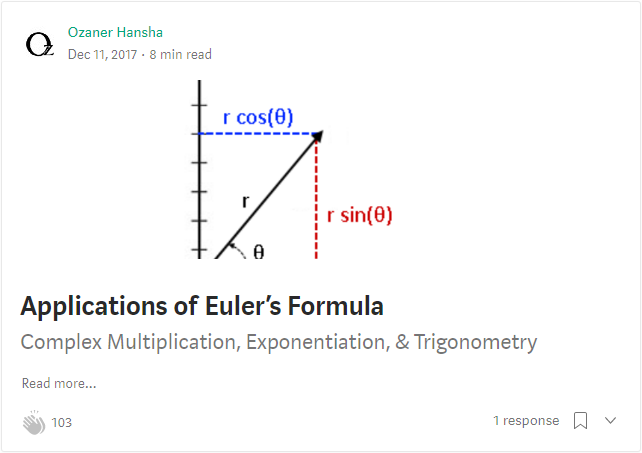 Oz
Ozaner Hansha
Dec 11, 2017 · 8 min read
r cos(θ)
r
r sin(θ)
θ
Applications of Euler’s Formula
Complex Multiplication, Exponentiation, & Trigonometry
Read more...
103
1 response